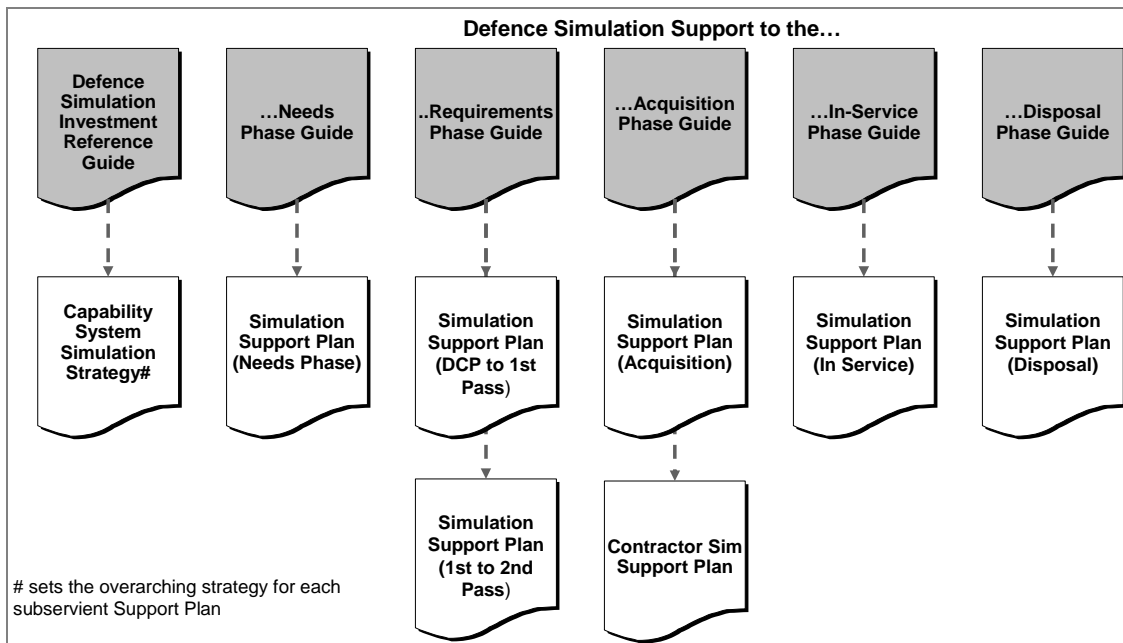 Defence Simulation Support to the…
Defence
Simulation
Investment
Reference
Guide
…Needs
Phase Guide
..Requirements
Phase Guide
…Acquisition
Phase Guide
…In-Service
Phase Guide
…Disposal
Phase Guide
Capability
System
Simulation
Strategy#
Simulation
Support Plan
(Needs Phase)
Simulation
Support Plan
(DCP to 1st
Pass)
Simulation
Support Plan
(Acquisition)
Simulation
Support Plan
(In Service)
Simulation
Support Plan
(Disposal)
Simulation
Support Plan
(1st to 2nd
Pass)
Contractor Sim
Support Plan
# sets the overarching strategy for each
subservient Support Plan